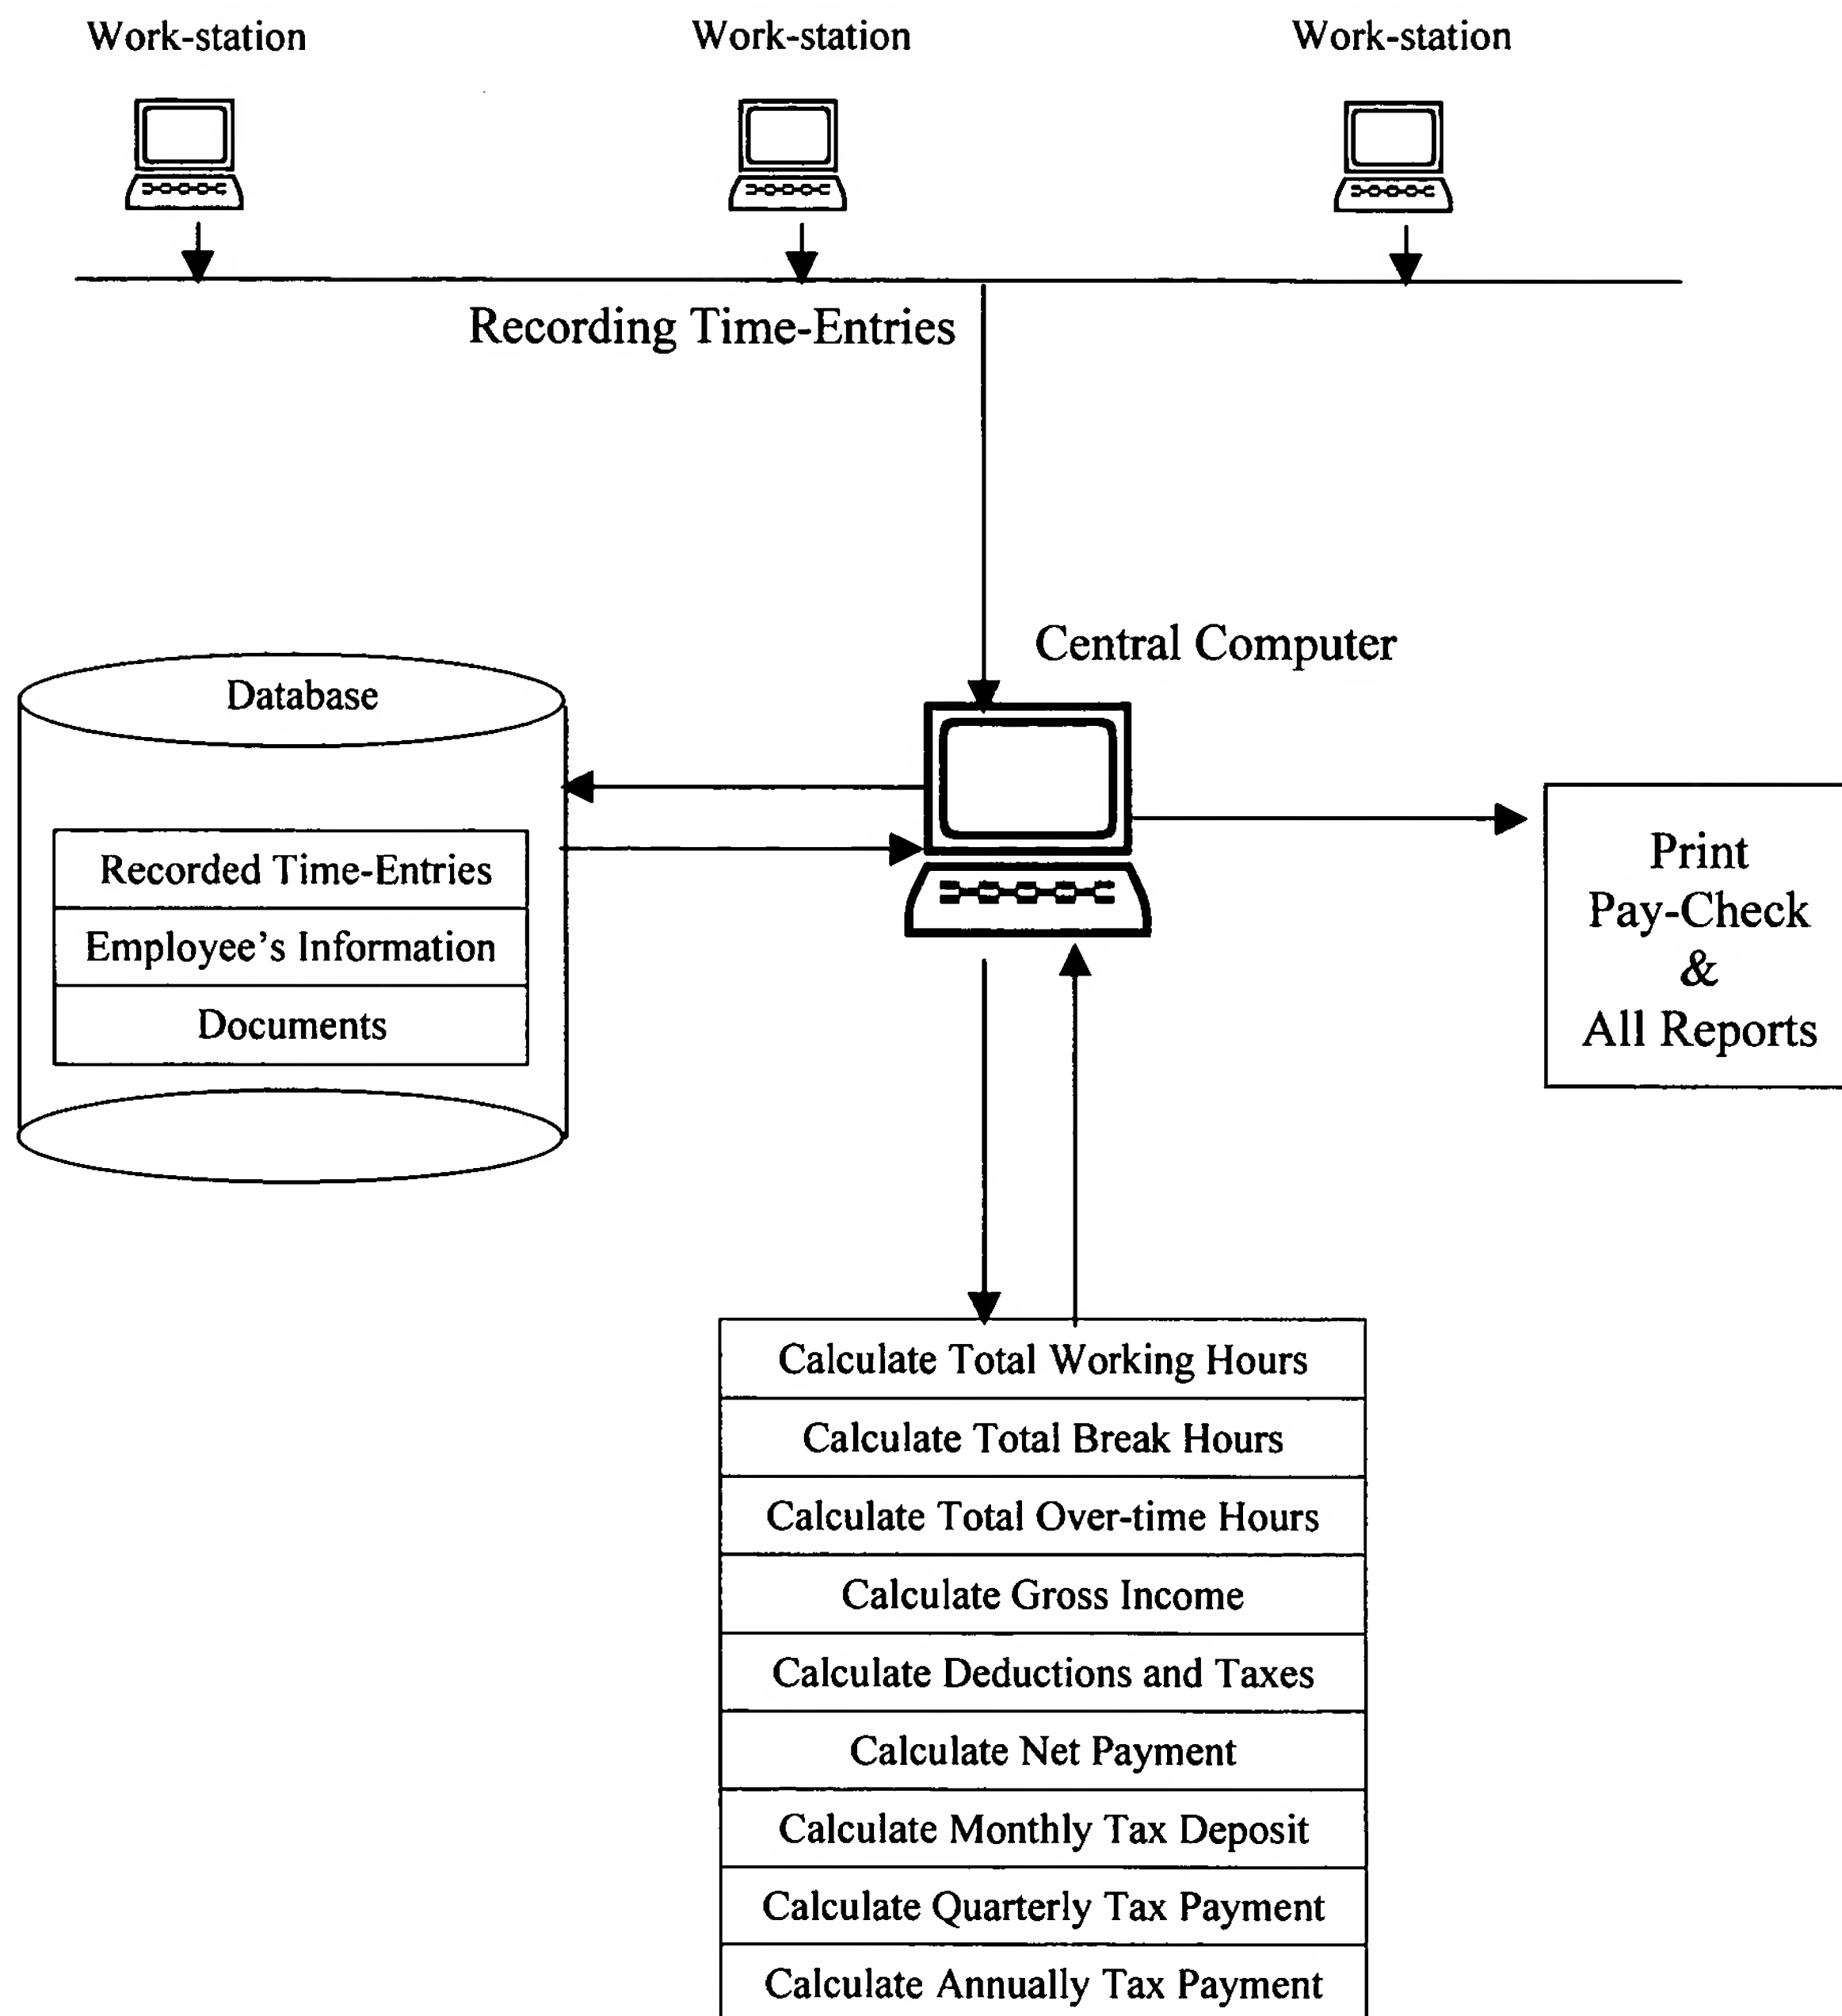 Work-station
Work-station
Work-station
Recording Time-Entries
Central Computer
Database
Recorded Time-Entries
Employee's Information
Documents
Print
Pay-Check
&
All Reports
Calculate Total Working Hours
Calculate Total Break Hours
Calculate Total Over-time Hours
Calculate Gross Income
Calculate Deductions and Taxes
Calculate Net Payment
Calculate Monthly Tax Deposit
Calculate Quarterly Tax Payment
Calculate Annually Tax Payment